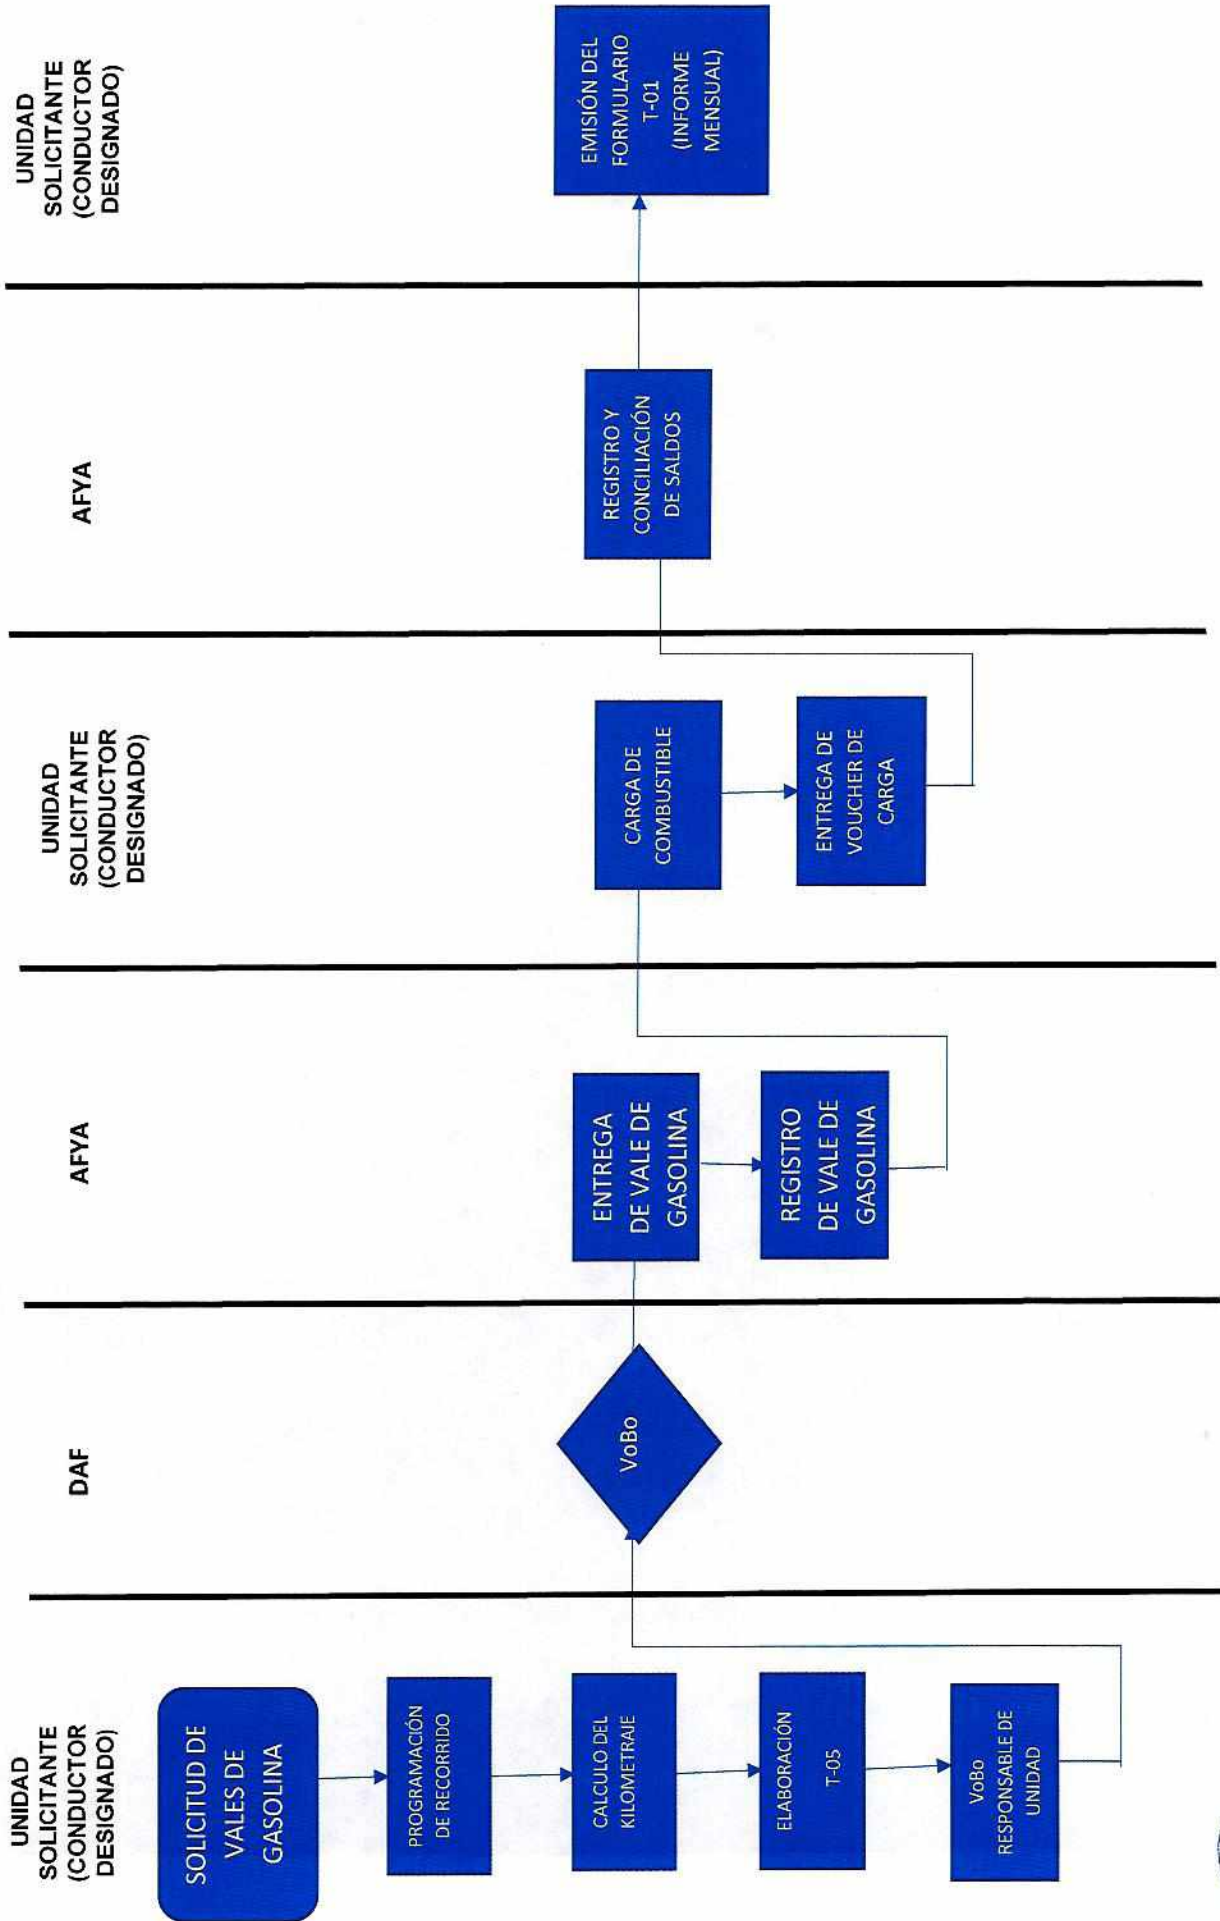 UNIDAD
SOLICITANTE
(CONDUCTOR
DESIGNADO)
SOLICITUD DE
VALES DE
GASOLINA
PROGRAMACIÓN
DE RECORRIDO
CALCULO DEL
KILOMETRAJE
ELABORACIÓN
T-05
VoBo
RESPONSABLE DE
UNIDAD
DAF
VoBo
AFYA
ENTREGA
DE VALE DE
GASOLINA
REGISTRO
DE VALE DE
GASOLINA
UNIDAD
SOLICITANTE
(CONDUCTOR
DESIGNADO)
CARGA DE
COMBUSTIBLE
ENTREGA DE
VOUCHER DE
CARGA
AFYA
REGISTRO Y
CONCILIACIÓN
DE SALDOS
UNIDAD
SOLICITANTE
(CONDUCTOR
DESIGNADO)
EMISIÓN DEL
FORMULARIO
T-01
(INFORME
MENSUAL)